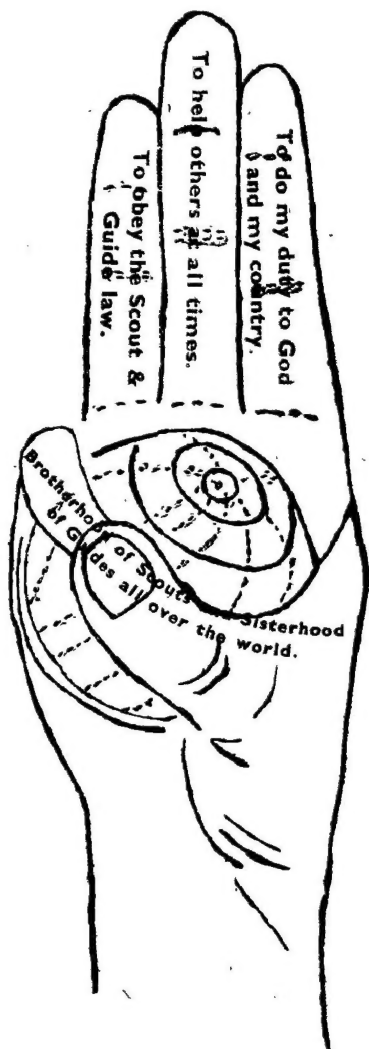 To do my duty to God
and my country.
To help others at all times.
To obey the Scout &
Guide law.
Brotherhood of Scouts Sisterhood
of Guides all over the world.